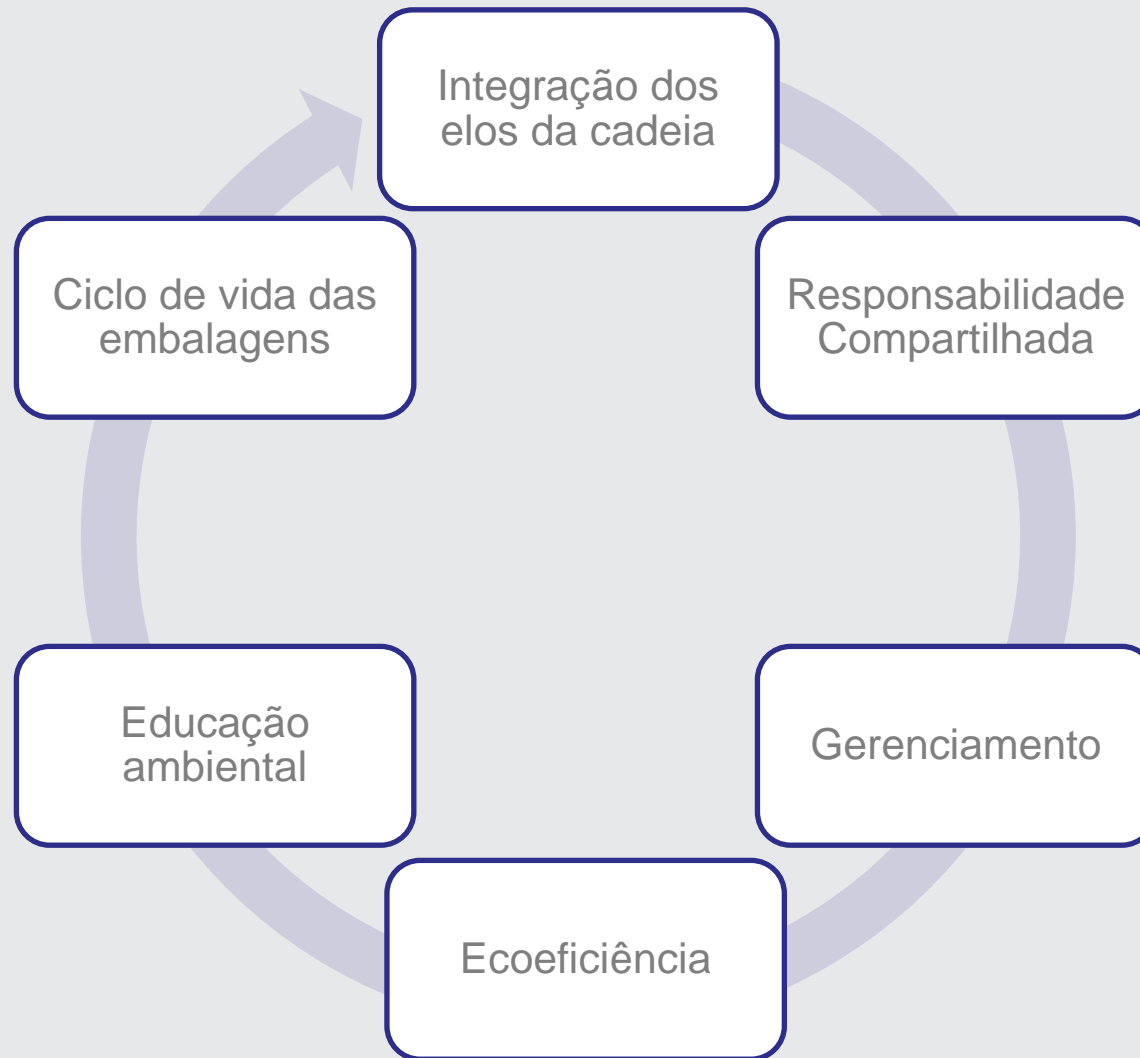 Integração dos
elos da cadeia
Responsabilidade
Compartilhada
Gerenciamento
Ecoeficiência
Educação
ambiental
Ciclo de vida das
embalagens